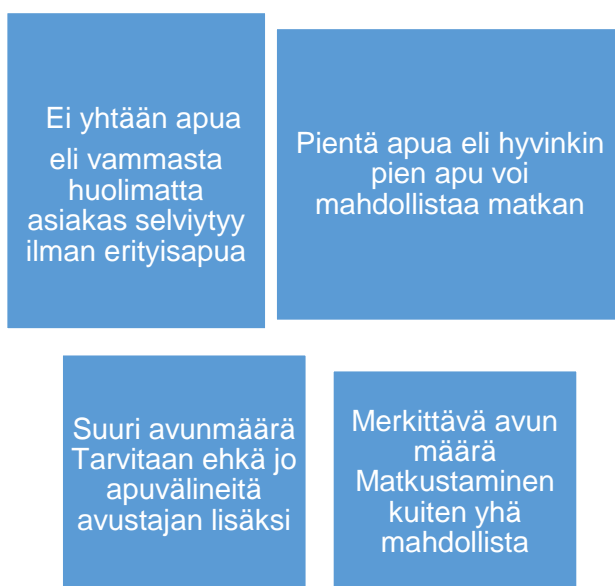 Ei yhtään apua
eli vammasta
huolimatta
asiakas selviytyy
ilman erityisapua
Pientä apua eli hyvinkin
pien apu voi
mahdollistaa matkan
Suuri avunmäärä
Tarvitaan ehkä jo
apuvälineitä
avustajan lisäksi
Merkittävä avun
määrä
Matkustaminen
kuiten yhä
mahdollista